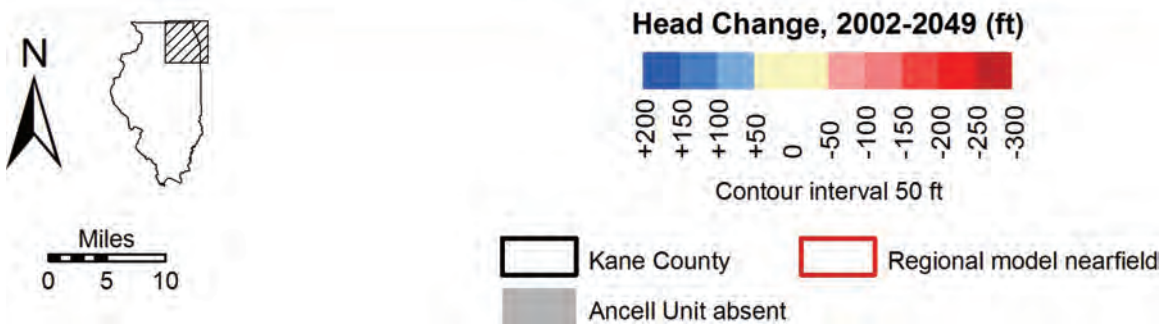 N
Miles
0 5 10
Head Change, 2002-2049 (ft)
+200 +150 +100 +50 0 -50 -100 -150 -200 -250 -300
Contour interval 50 ft
Kane County
Regional model nearfield
Ancell Unit absent